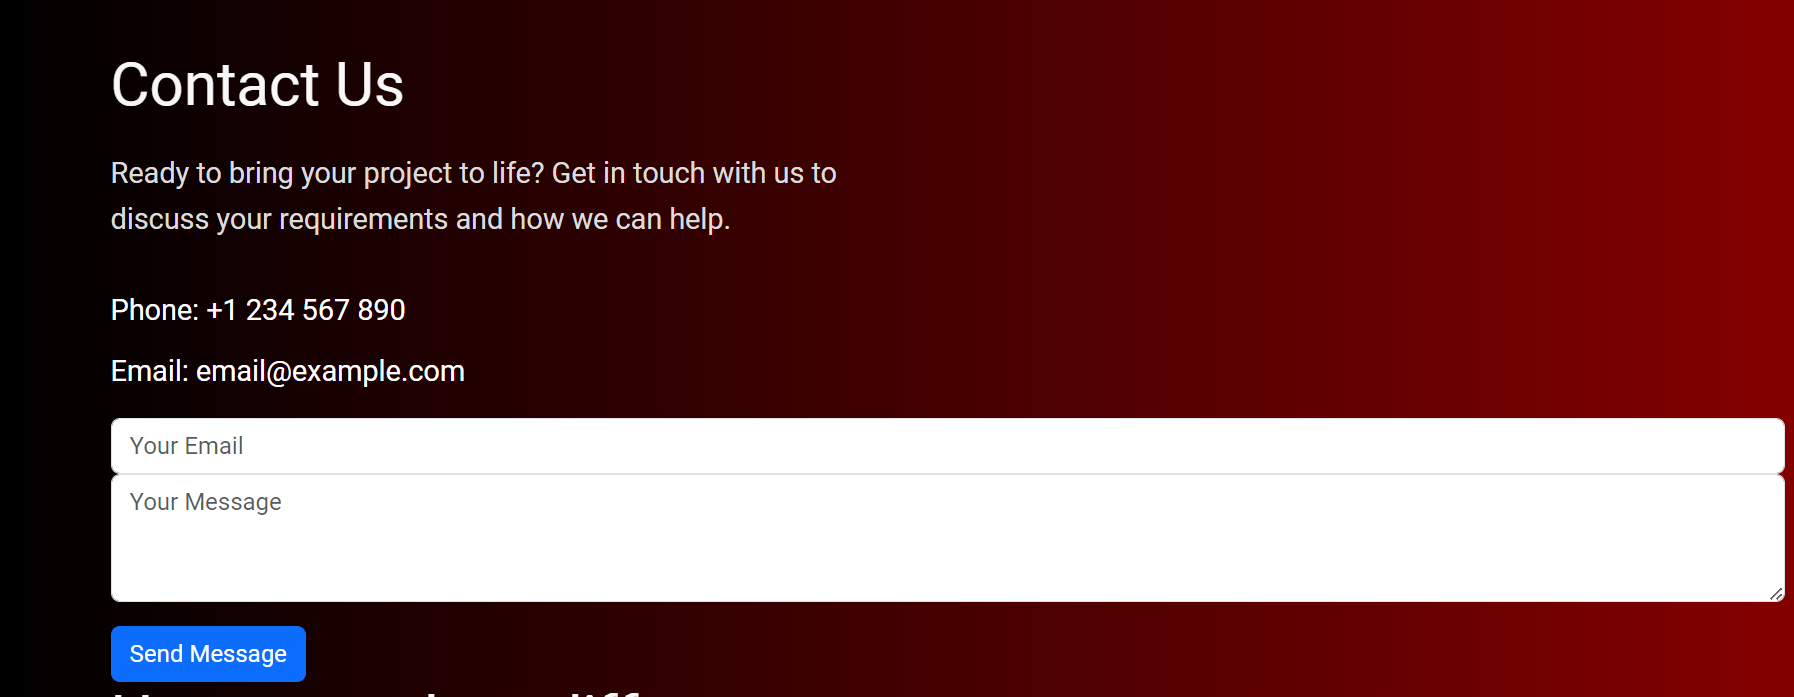 Contact Us
Ready to bring your project to life? Get in touch with us to
discuss your requirements and how we can help.
Phone: +1 234 567 890
Email: email@example.com
Your Email
Your Message
Send Message